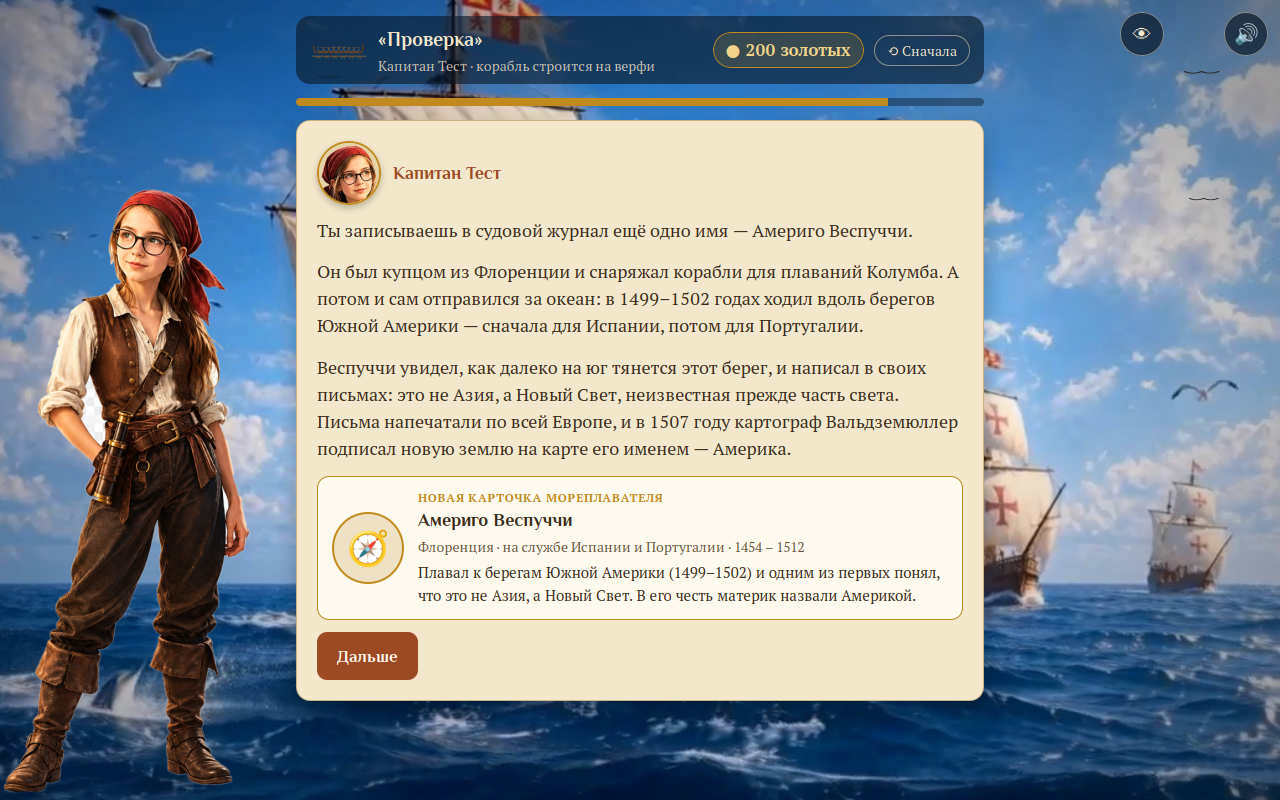 «Проверка»
Капитан Тест · корабль строится на верфи
200 золотых
⟲ Сначала
Капитан Тест
Ты записываешь в судовой журнал ещё одно имя — Америго Веспуччи.
Он был купцом из Флоренции и снаряжал корабли для плаваний Колумба. А
потом и сам отправился за океан: в 1499–1502 годах ходил вдоль берегов
Южной Америки — сначала для Испании, потом для Португалии.
Веспуччи увидел, как далеко на юг тянется этот берег, и написал в своих
письмах: это не Азия, а Новый Свет, неизвестная прежде часть света.
Письма напечатали по всей Европе, и в 1507 году картограф Вальдземюллер
подписал новую землю на карте его именем — Америка.
НОВАЯ КАРТОЧКА МОРЕПЛАВАТЕЛЯ
Америго Веспуччи
Флоренция · на службе Испании и Португалии · 1454 – 1512
Плавал к берегам Южной Америки (1499–1502) и одним из первых понял,
что это не Азия, а Новый Свет. В его честь материк назвали Америкой.
Дальше